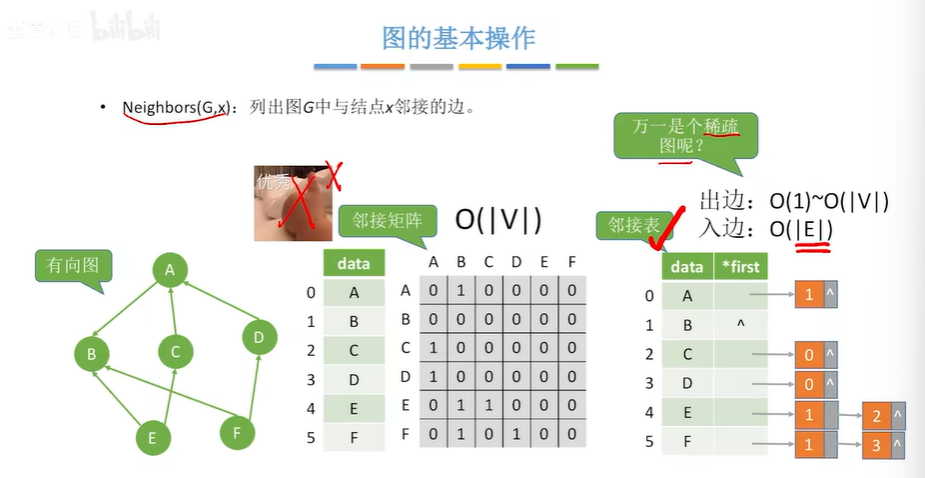 bilibili
图的基本操作
• Neighbors(G,x)：列出图G中与结点x邻接的边。
万一是个稀疏
图呢？
优秀
邻接矩阵
O(|V|)
邻接表
出边：O(1)~O(|V|)
入边：O(|E|)
有向图
A
B
C
D
E
F
data
0 A
1 B
2 C
3 D
4 E
5 F
A B C D E F
A 0 1 0 0 0 0
B 0 0 0 0 0 0
C 1 0 0 0 0 0
D 1 0 0 0 0 0
E 0 1 1 0 0 0
F 0 1 0 1 0 0
data *first
0 A 1 ^
1 B ^
2 C 0 ^
3 D 0 ^
4 E 1 2 ^
5 F 1 3 ^